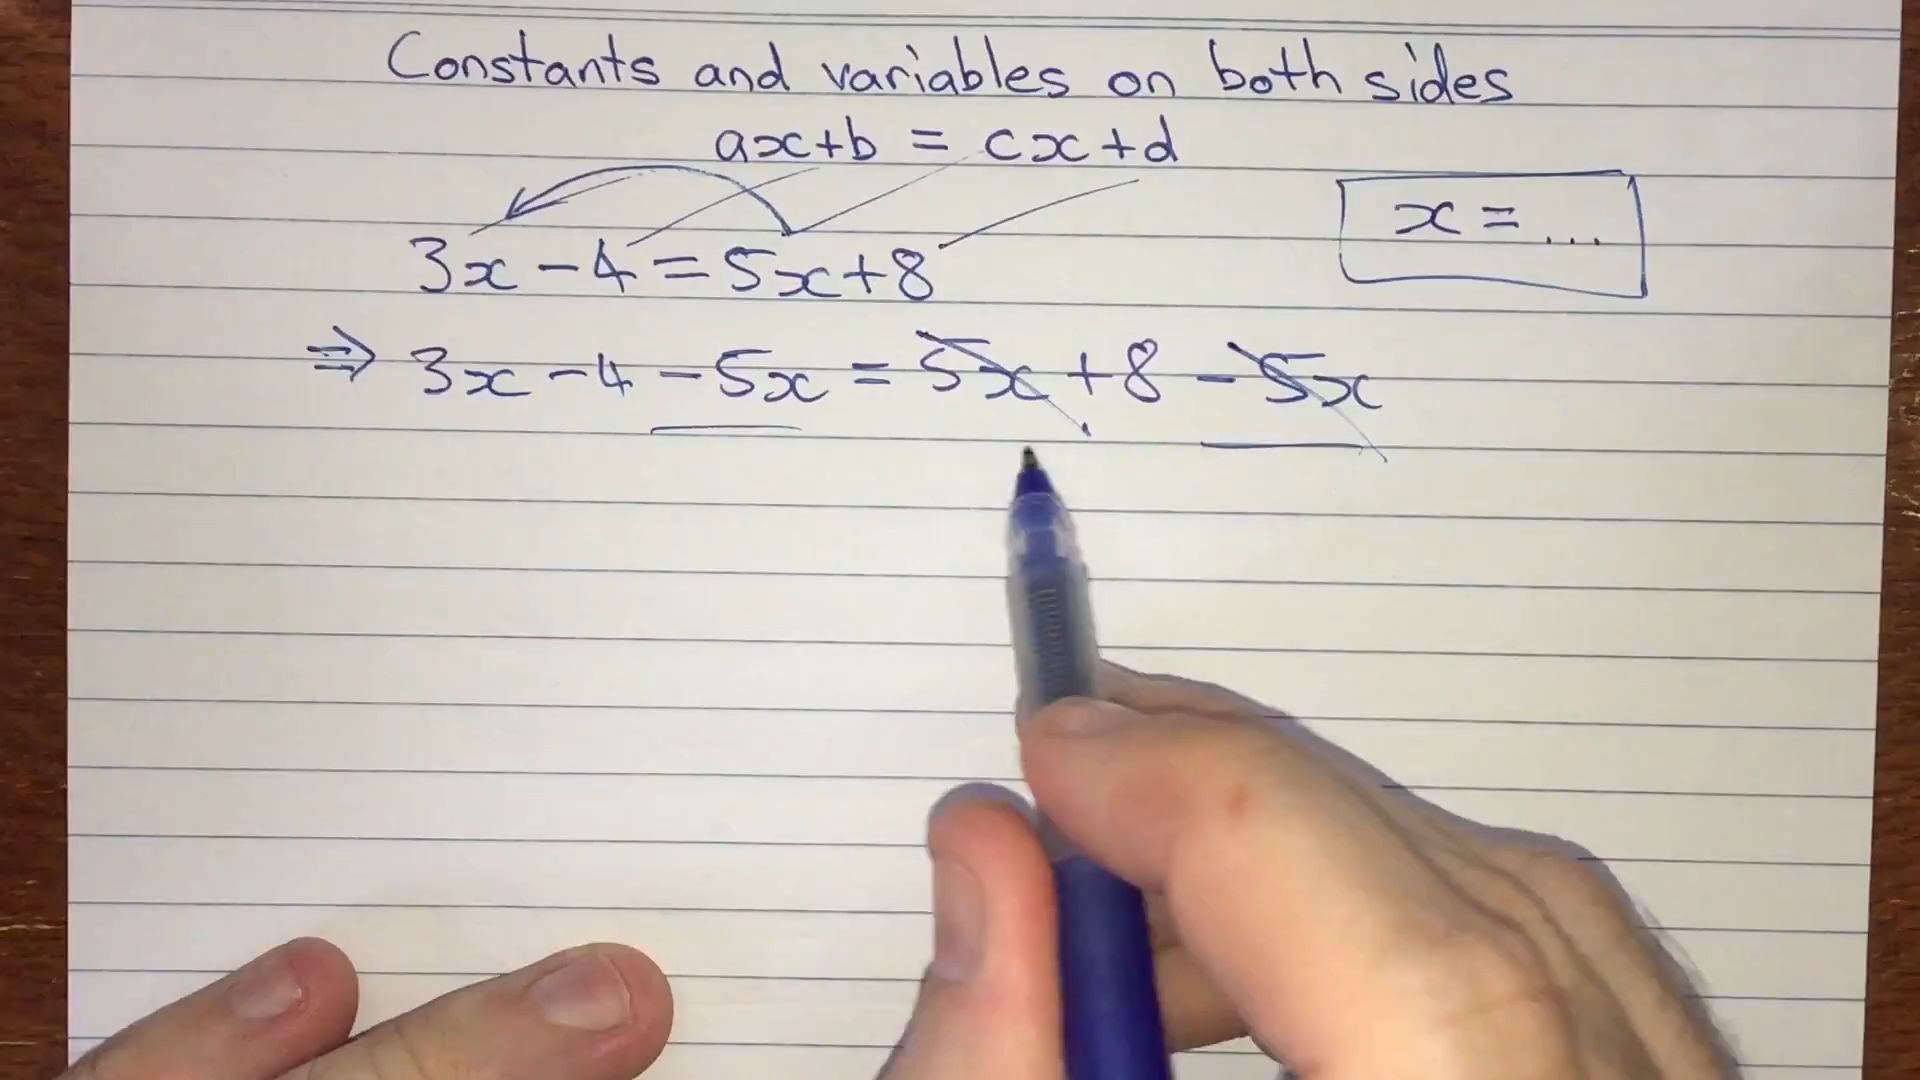 Constants and variables on both sides
ax+b = cx+d
x = ...
3x - 4 = 5x + 8
⇒ 3x - 4 - 5x = 5x + 8 - 5x